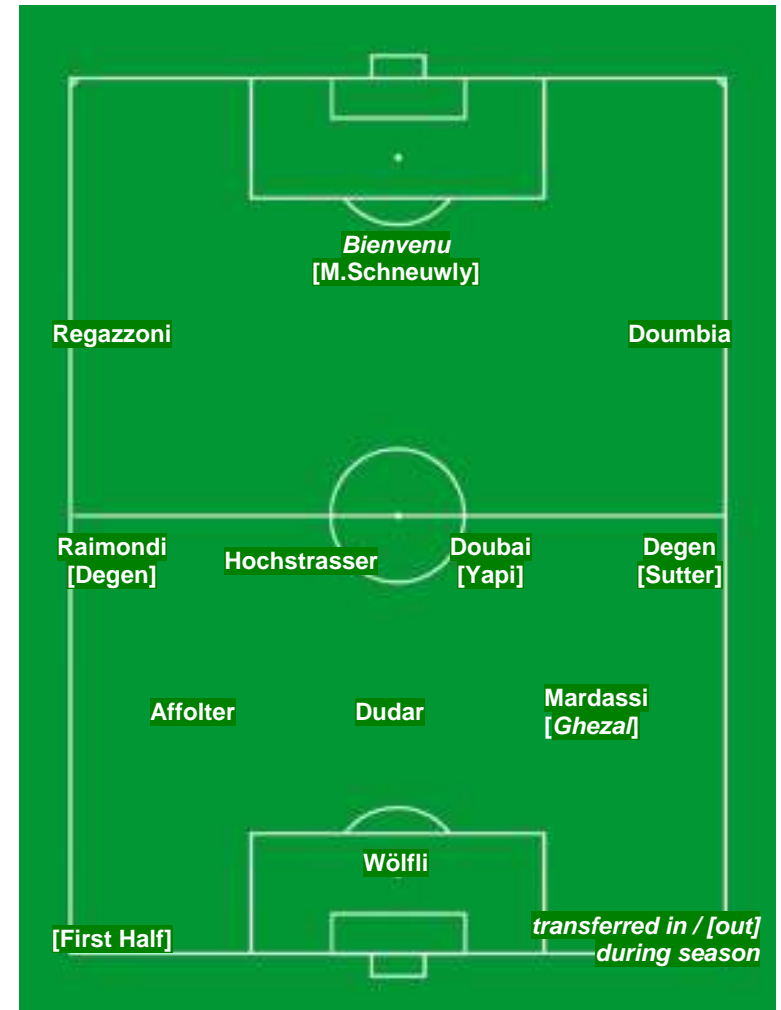 Bienvenu
[M.Schneuwly]
Regazzoni
Doumbia
Raimondi
[Degen]
Hochstrasser
Doubai
[Yapi]
Degen
[Sutter]
Affolter
Dudar
Mardassi
[Ghezal]
Wölfli
[First Half]
transferred in / [out]
during season